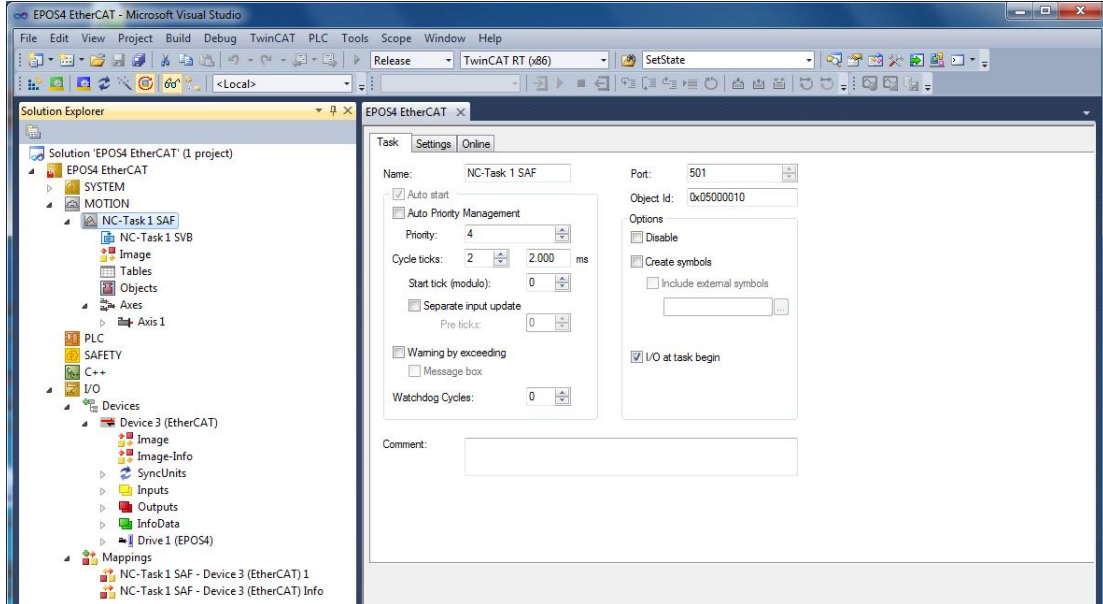 EPOS4 EtherCAT - Microsoft Visual Studio
File Edit View Project Build Debug TwinCAT PLC Tools Scope Window Help
Release TwinCAT RT (x86) SetState
<Local>
Solution Explorer
Solution 'EPOS4 EtherCAT' (1 project)
EPOS4 EtherCAT
SYSTEM
MOTION
NC-Task 1 SAF
NC-Task 1 SVB
Image
Tables
Objects
Axes
Axis 1
PLC
SAFETY
C++
I/O
Devices
Device 3 (EtherCAT)
Image
Image-Info
SyncUnits
Inputs
Outputs
InfoData
Drive 1 (EPOS4)
Mappings
NC-Task 1 SAF - Device 3 (EtherCAT) 1
NC-Task 1 SAF - Device 3 (EtherCAT) Info
EPOS4 EtherCAT
Task Settings Online
Name: NC-Task 1 SAF
Auto start
Auto Priority Management
Priority: 4
Cycle ticks: 2 2.000 ms
Start tick (modulo): 0
Separate input update
Pre ticks: 0
Warning by exceeding
Message box
Watchdog Cycles: 0
Port: 501
Object Id: 0x05000010
Options
Disable
Create symbols
Include external symbols
...
I/O at task begin
Comment: